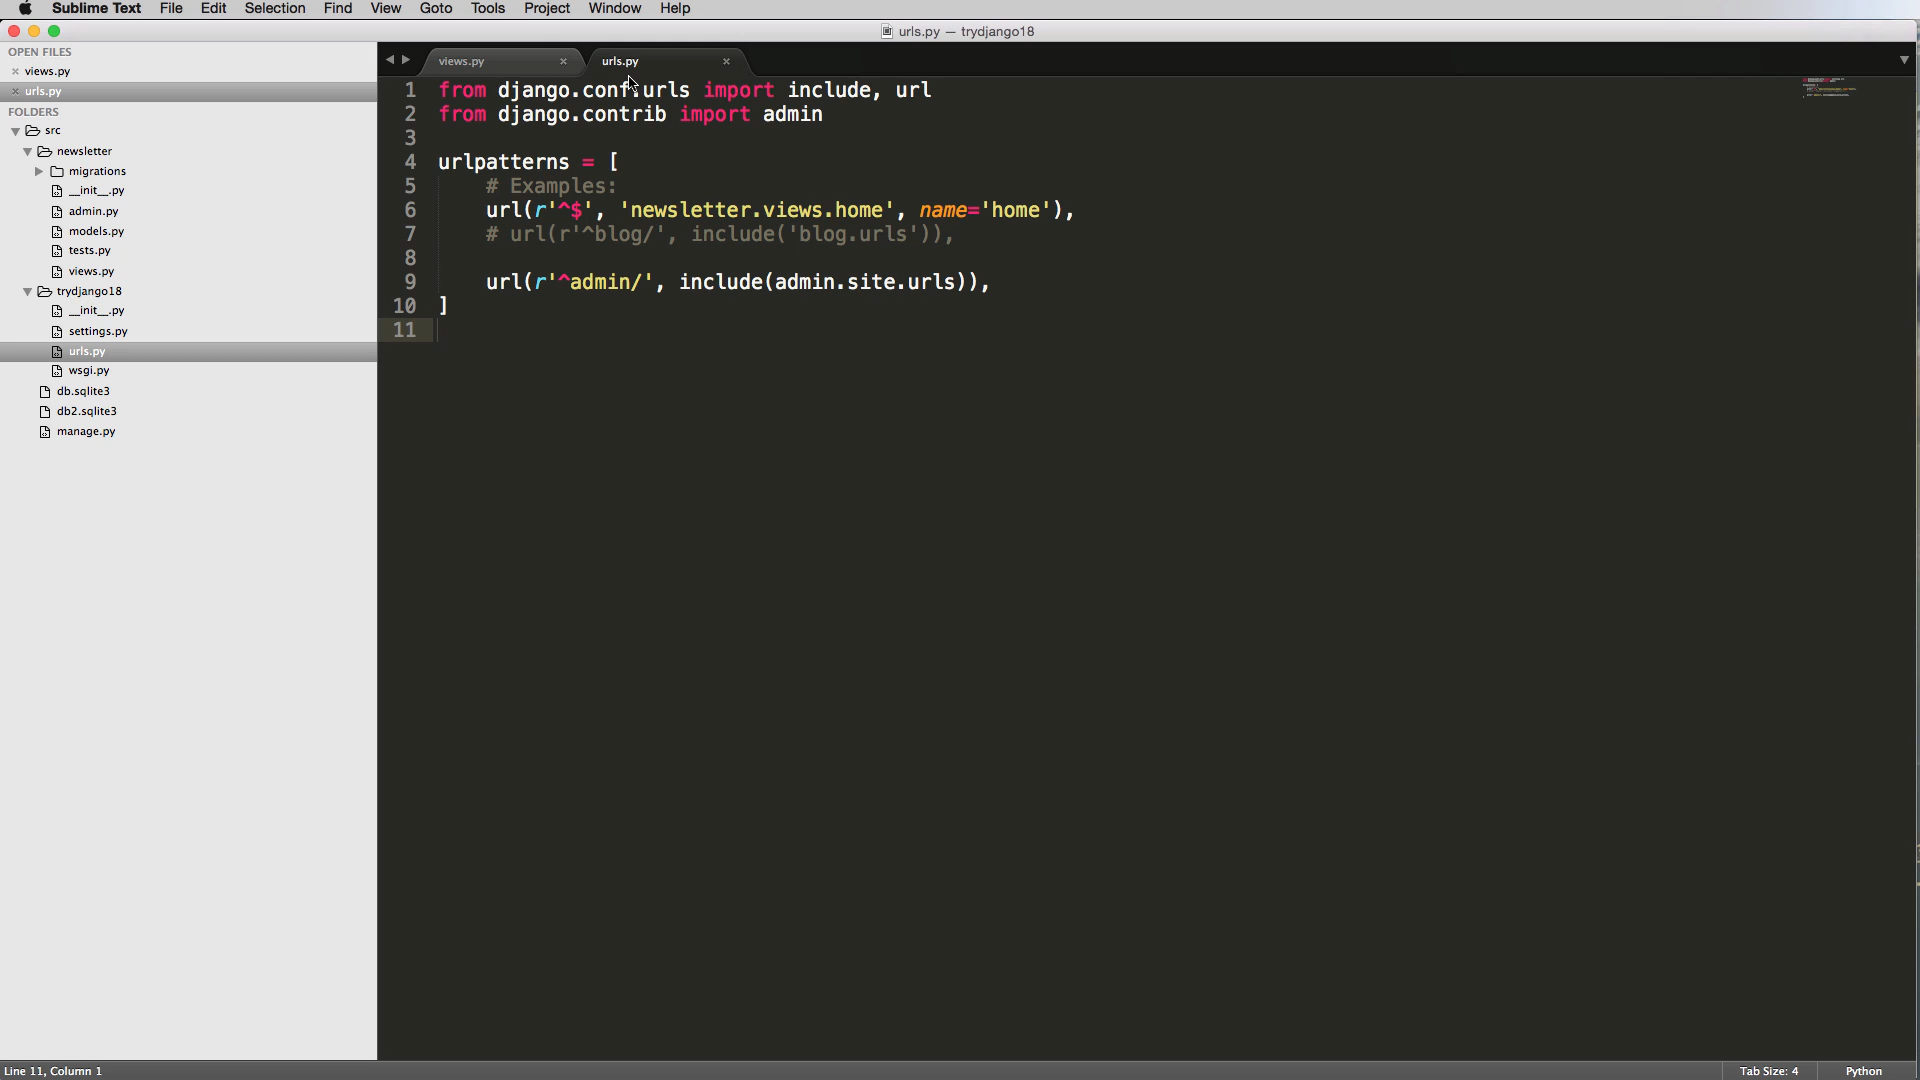 Sublime Text File Edit Selection Find View Goto Tools Project Window Help
urls.py — trydjango18
OPEN FILES
views.py
urls.py
FOLDERS
src
newsletter
migrations
__init__.py
admin.py
models.py
tests.py
views.py
trydjango18
__init__.py
settings.py
urls.py
wsgi.py
db.sqlite3
db2.sqlite3
manage.py
views.py urls.py
1 from django.conf.urls import include, url
2 from django.contrib import admin
3
4 urlpatterns = [
5 # Examples:
6 url(r'^$', 'newsletter.views.home', name='home'),
7 # url(r'^blog/', include('blog.urls')),
8
9 url(r'^admin/', include(admin.site.urls)),
10 ]
11
Line 11, Column 1 Tab Size: 4 Python